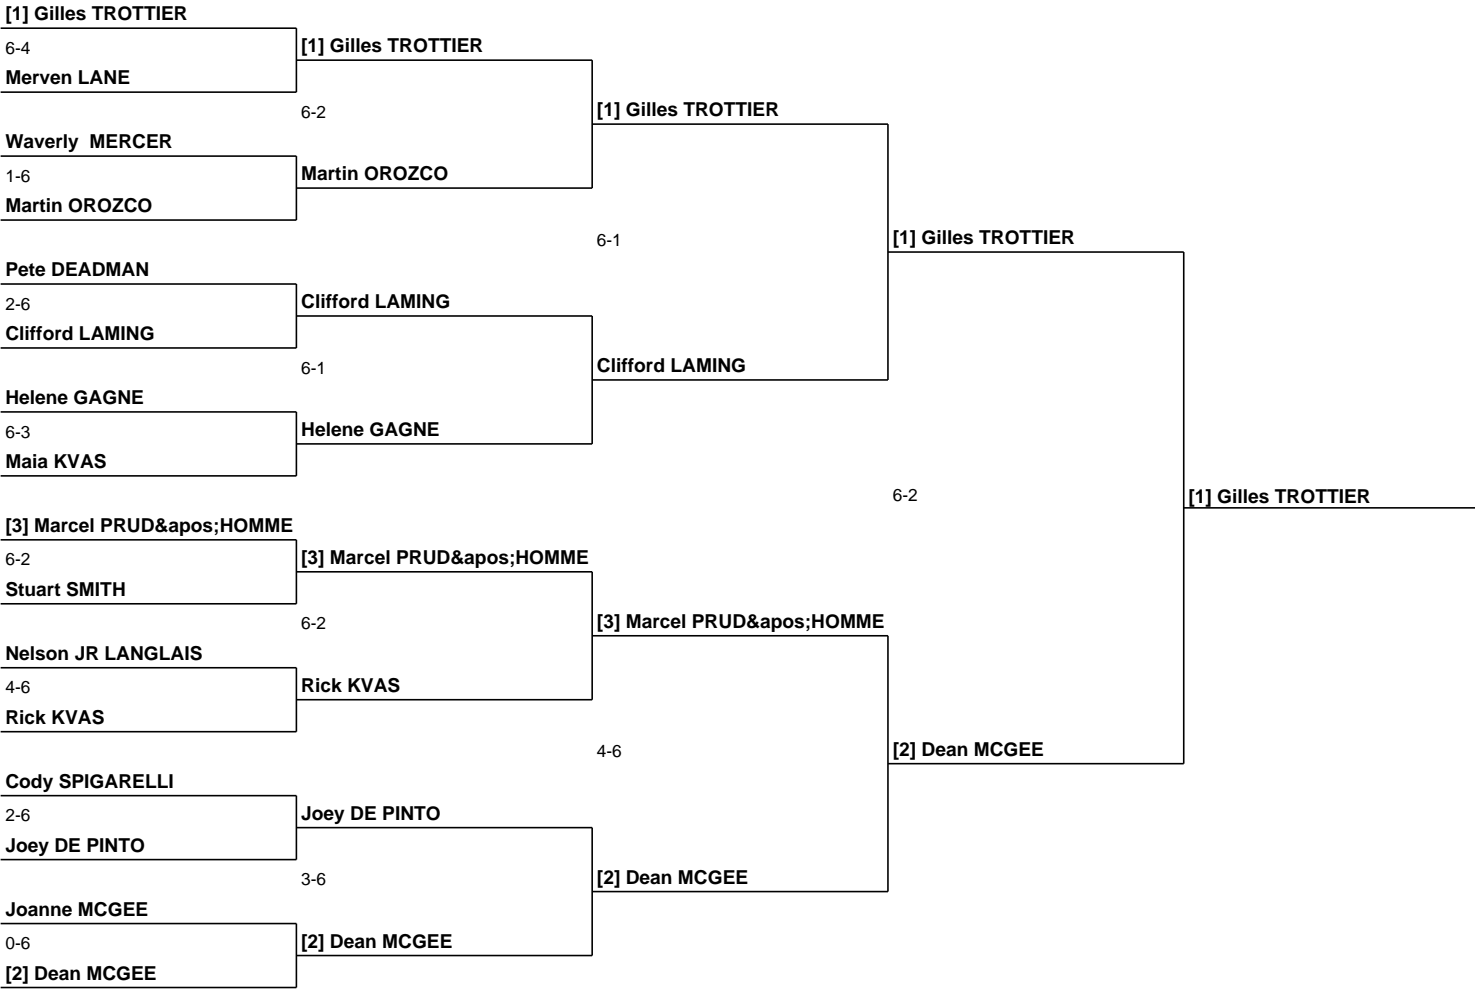 [1] Gilles TROTTIER
6-4
Merven LANE
Waverly  MERCER
1-6
Martin OROZCO
Pete DEADMAN
2-6
Clifford LAMING
Helene GAGNE
6-3
Maia KVAS
[3] Marcel PRUD&apos;HOMME
6-2
Stuart SMITH
Nelson JR LANGLAIS
4-6
Rick KVAS
Cody SPIGARELLI
2-6
Joey DE PINTO
Joanne MCGEE
0-6
[2] Dean MCGEE
[1] Gilles TROTTIER
6-2
Martin OROZCO
Clifford LAMING
6-1
Helene GAGNE
[3] Marcel PRUD&apos;HOMME
6-2
Rick KVAS
Joey DE PINTO
3-6
[2] Dean MCGEE
[1] Gilles TROTTIER
6-1
Clifford LAMING
[3] Marcel PRUD&apos;HOMME
4-6
[2] Dean MCGEE
[1] Gilles TROTTIER
6-2
[2] Dean MCGEE
[1] Gilles TROTTIER